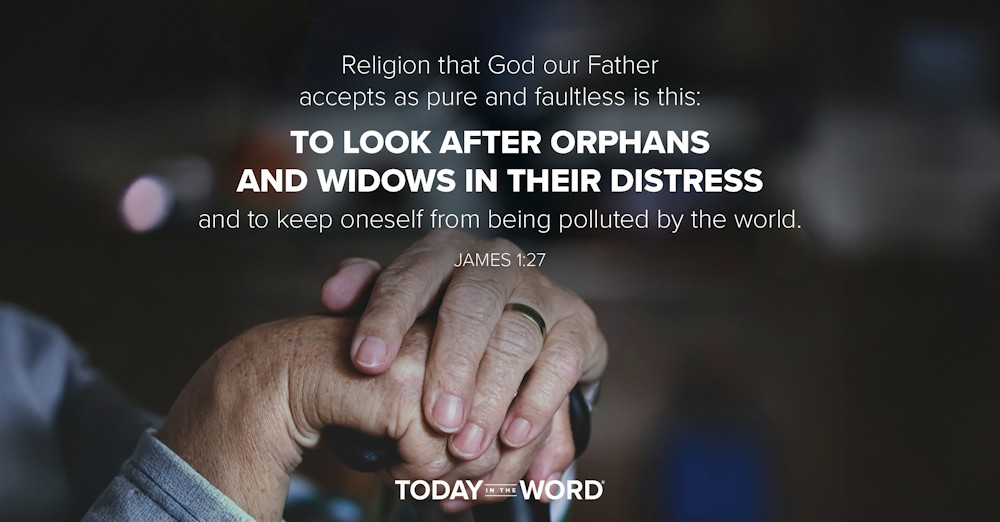 Religion that God our Father
accepts as pure and faultless is this:
TO LOOK AFTER ORPHANS
AND WIDOWS IN THEIR DISTRESS
and to keep oneself from being polluted by the world.
JAMES 1:27
TODAY IN THE WORD®